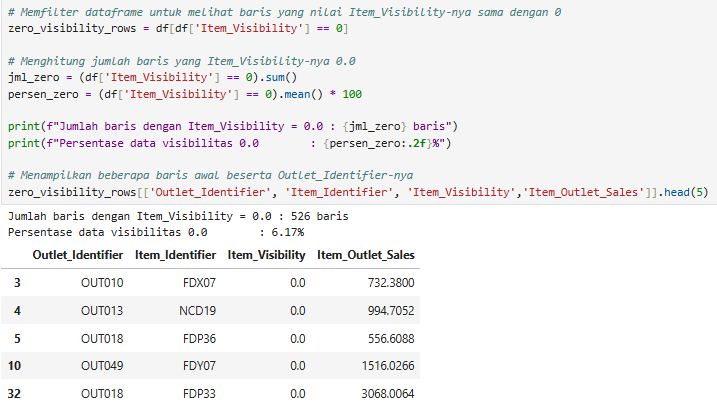 # Memfilter dataframe untuk melihat baris yang nilai Item_Visibility-nya sama dengan 0
zero_visibility_rows = df[df['Item_Visibility'] == 0]
# Menghitung jumlah baris yang Item_Visibility-nya 0.0
jml_zero = (df['Item_Visibility'] == 0).sum()
persen_zero = (df['Item_Visibility'] == 0).mean() * 100
print(f"Jumlah baris dengan Item_Visibility = 0.0 : {jml_zero} baris")
print(f"Persentase data visibilitas 0.0        : {persen_zero:.2f}%")
# Menampilkan beberapa baris awal beserta Outlet_Identifier-nya
zero_visibility_rows[['Outlet_Identifier', 'Item_Identifier', 'Item_Visibility','Item_Outlet_Sales']].head(5)
Jumlah baris dengan Item_Visibility = 0.0 : 526 baris
Persentase data visibilitas 0.0        : 6.17%
Outlet_Identifier Item_Identifier Item_Visibility Item_Outlet_Sales
3 OUT010 FDX07 0.0 732.3800
4 OUT013 NCD19 0.0 994.7052
5 OUT018 FDP36 0.0 556.6088
10 OUT049 FDY07 0.0 1516.0266
32 OUT018 FDP33 0.0 3068.0064